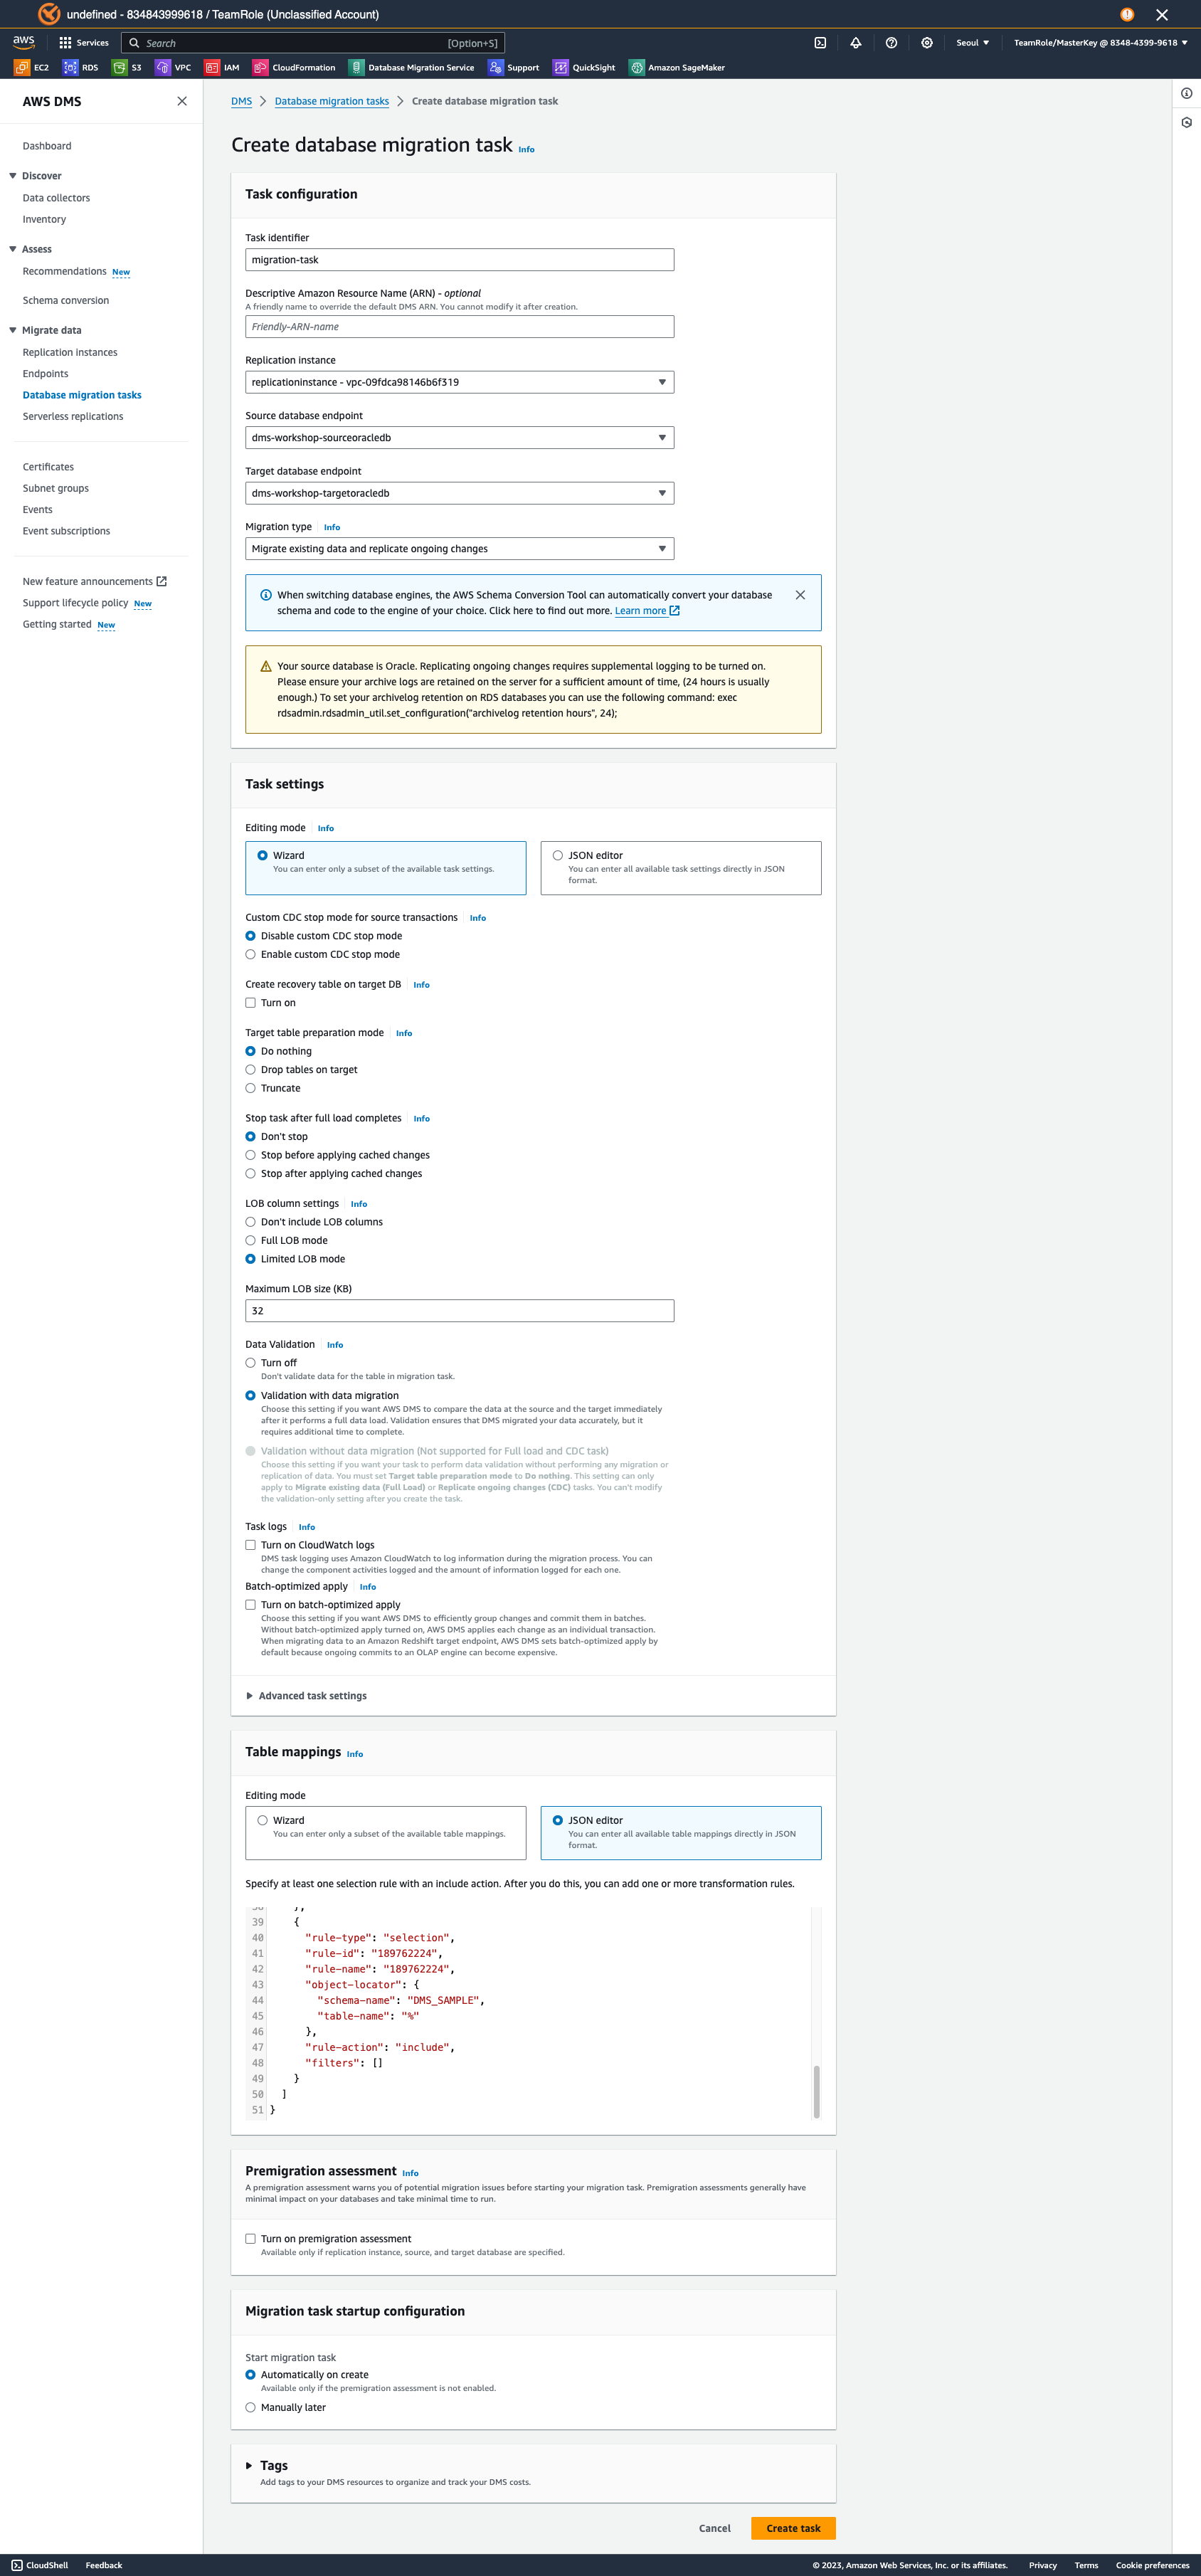 undefined - 834843999618 / TeamRole (Unclassified Account)
aws
Services
Search
[Option+S]
Seoul
TeamRole/MasterKey @ 8348-4399-9618
EC2
RDS
S3
VPC
IAM
CloudFormation
Database Migration Service
Support
QuickSight
Amazon SageMaker
AWS DMS
Dashboard
Discover
Data collectors
Inventory
Assess
Recommendations New
Schema conversion
Migrate data
Replication instances
Endpoints
Database migration tasks
Serverless replications
Certificates
Subnet groups
Events
Event subscriptions
New feature announcements
Support lifecycle policy New
Getting started New
DMS > Database migration tasks > Create database migration task
Create database migration task Info
Task configuration
Task identifier
migration-task
Descriptive Amazon Resource Name (ARN) - optional
A friendly name to override the default DMS ARN. You cannot modify it after creation.
Friendly-ARN-name
Replication instance
replicationinstance - vpc-09fdca98146b6f319
Source database endpoint
dms-workshop-sourceoracledb
Target database endpoint
dms-workshop-targetoracledb
Migration type Info
Migrate existing data and replicate ongoing changes
When switching database engines, the AWS Schema Conversion Tool can automatically convert your database
schema and code to the engine of your choice. Click here to find out more. Learn more
Your source database is Oracle. Replicating ongoing changes requires supplemental logging to be turned on.
Please ensure your archive logs are retained on the server for a sufficient amount of time, (24 hours is usually
enough.) To set your archivelog retention on RDS databases you can use the following command: exec
rdsadmin.rdsadmin_util.set_configuration("archivelog retention hours", 24);
Task settings
Editing mode Info
Wizard
You can enter only a subset of the available task settings.
JSON editor
You can enter all available task settings directly in JSON
format.
Custom CDC stop mode for source transactions Info
Disable custom CDC stop mode
Enable custom CDC stop mode
Create recovery table on target DB Info
Turn on
Target table preparation mode Info
Do nothing
Drop tables on target
Truncate
Stop task after full load completes Info
Don't stop
Stop before applying cached changes
Stop after applying cached changes
LOB column settings Info
Don't include LOB columns
Full LOB mode
Limited LOB mode
Maximum LOB size (KB)
32
Data Validation Info
Turn off
Don't validate data for the table in migration task.
Validation with data migration
Choose this setting if you want AWS DMS to compare the data at the source and the target immediately
after it performs a full data load. Validation ensures that DMS migrated your data accurately, but it
requires additional time to complete.
Validation without data migration (Not supported for Full load and CDC task)
Choose this setting if you want your task to perform data validation without performing any migration or
replication of data. You must set Target table preparation mode to Do nothing. This setting can only
apply to Migrate existing data (Full Load) or Replicate ongoing changes (CDC) tasks. You can't modify
the validation-only setting after you create the task.
Task logs Info
Turn on CloudWatch logs
DMS task logging uses Amazon CloudWatch to log information during the migration process. You can
change the component activities logged and the amount of information logged for each one.
Batch-optimized apply Info
Turn on batch-optimized apply
Choose this setting if you want AWS DMS to efficiently group changes and commit them in batches.
Without batch-optimized apply turned on, AWS DMS applies each change as an individual transaction.
When migrating data to an Amazon Redshift target endpoint, AWS DMS sets batch-optimized apply by
default because ongoing commits to an OLAP engine can become expensive.
Advanced task settings
Table mappings Info
Editing mode
Wizard
You can enter only a subset of the available table mappings.
JSON editor
You can enter all available table mappings directly in JSON
format.
Specify at least one selection rule with an include action. After you do this, you can add one or more transformation rules.
38 },
39 {
40 "rule-type": "selection",
41 "rule-id": "189762224",
42 "rule-name": "189762224",
43 "object-locator": {
44 "schema-name": "DMS_SAMPLE",
45 "table-name": "%"
46 },
47 "rule-action": "include",
48 "filters": []
49 }
50 ]
51 }
Premigration assessment Info
A premigration assessment warns you of potential migration issues before starting your migration task. Premigration assessments generally have
minimal impact on your databases and take minimal time to run.
Turn on premigration assessment
Available only if replication instance, source, and target database are specified.
Migration task startup configuration
Start migration task
Automatically on create
Available only if the premigration assessment is not enabled.
Manually later
Tags
Add tags to your DMS resources to organize and track your DMS costs.
Cancel
Create task
CloudShell
Feedback
© 2023, Amazon Web Services, Inc. or its affiliates.
Privacy
Terms
Cookie preferences